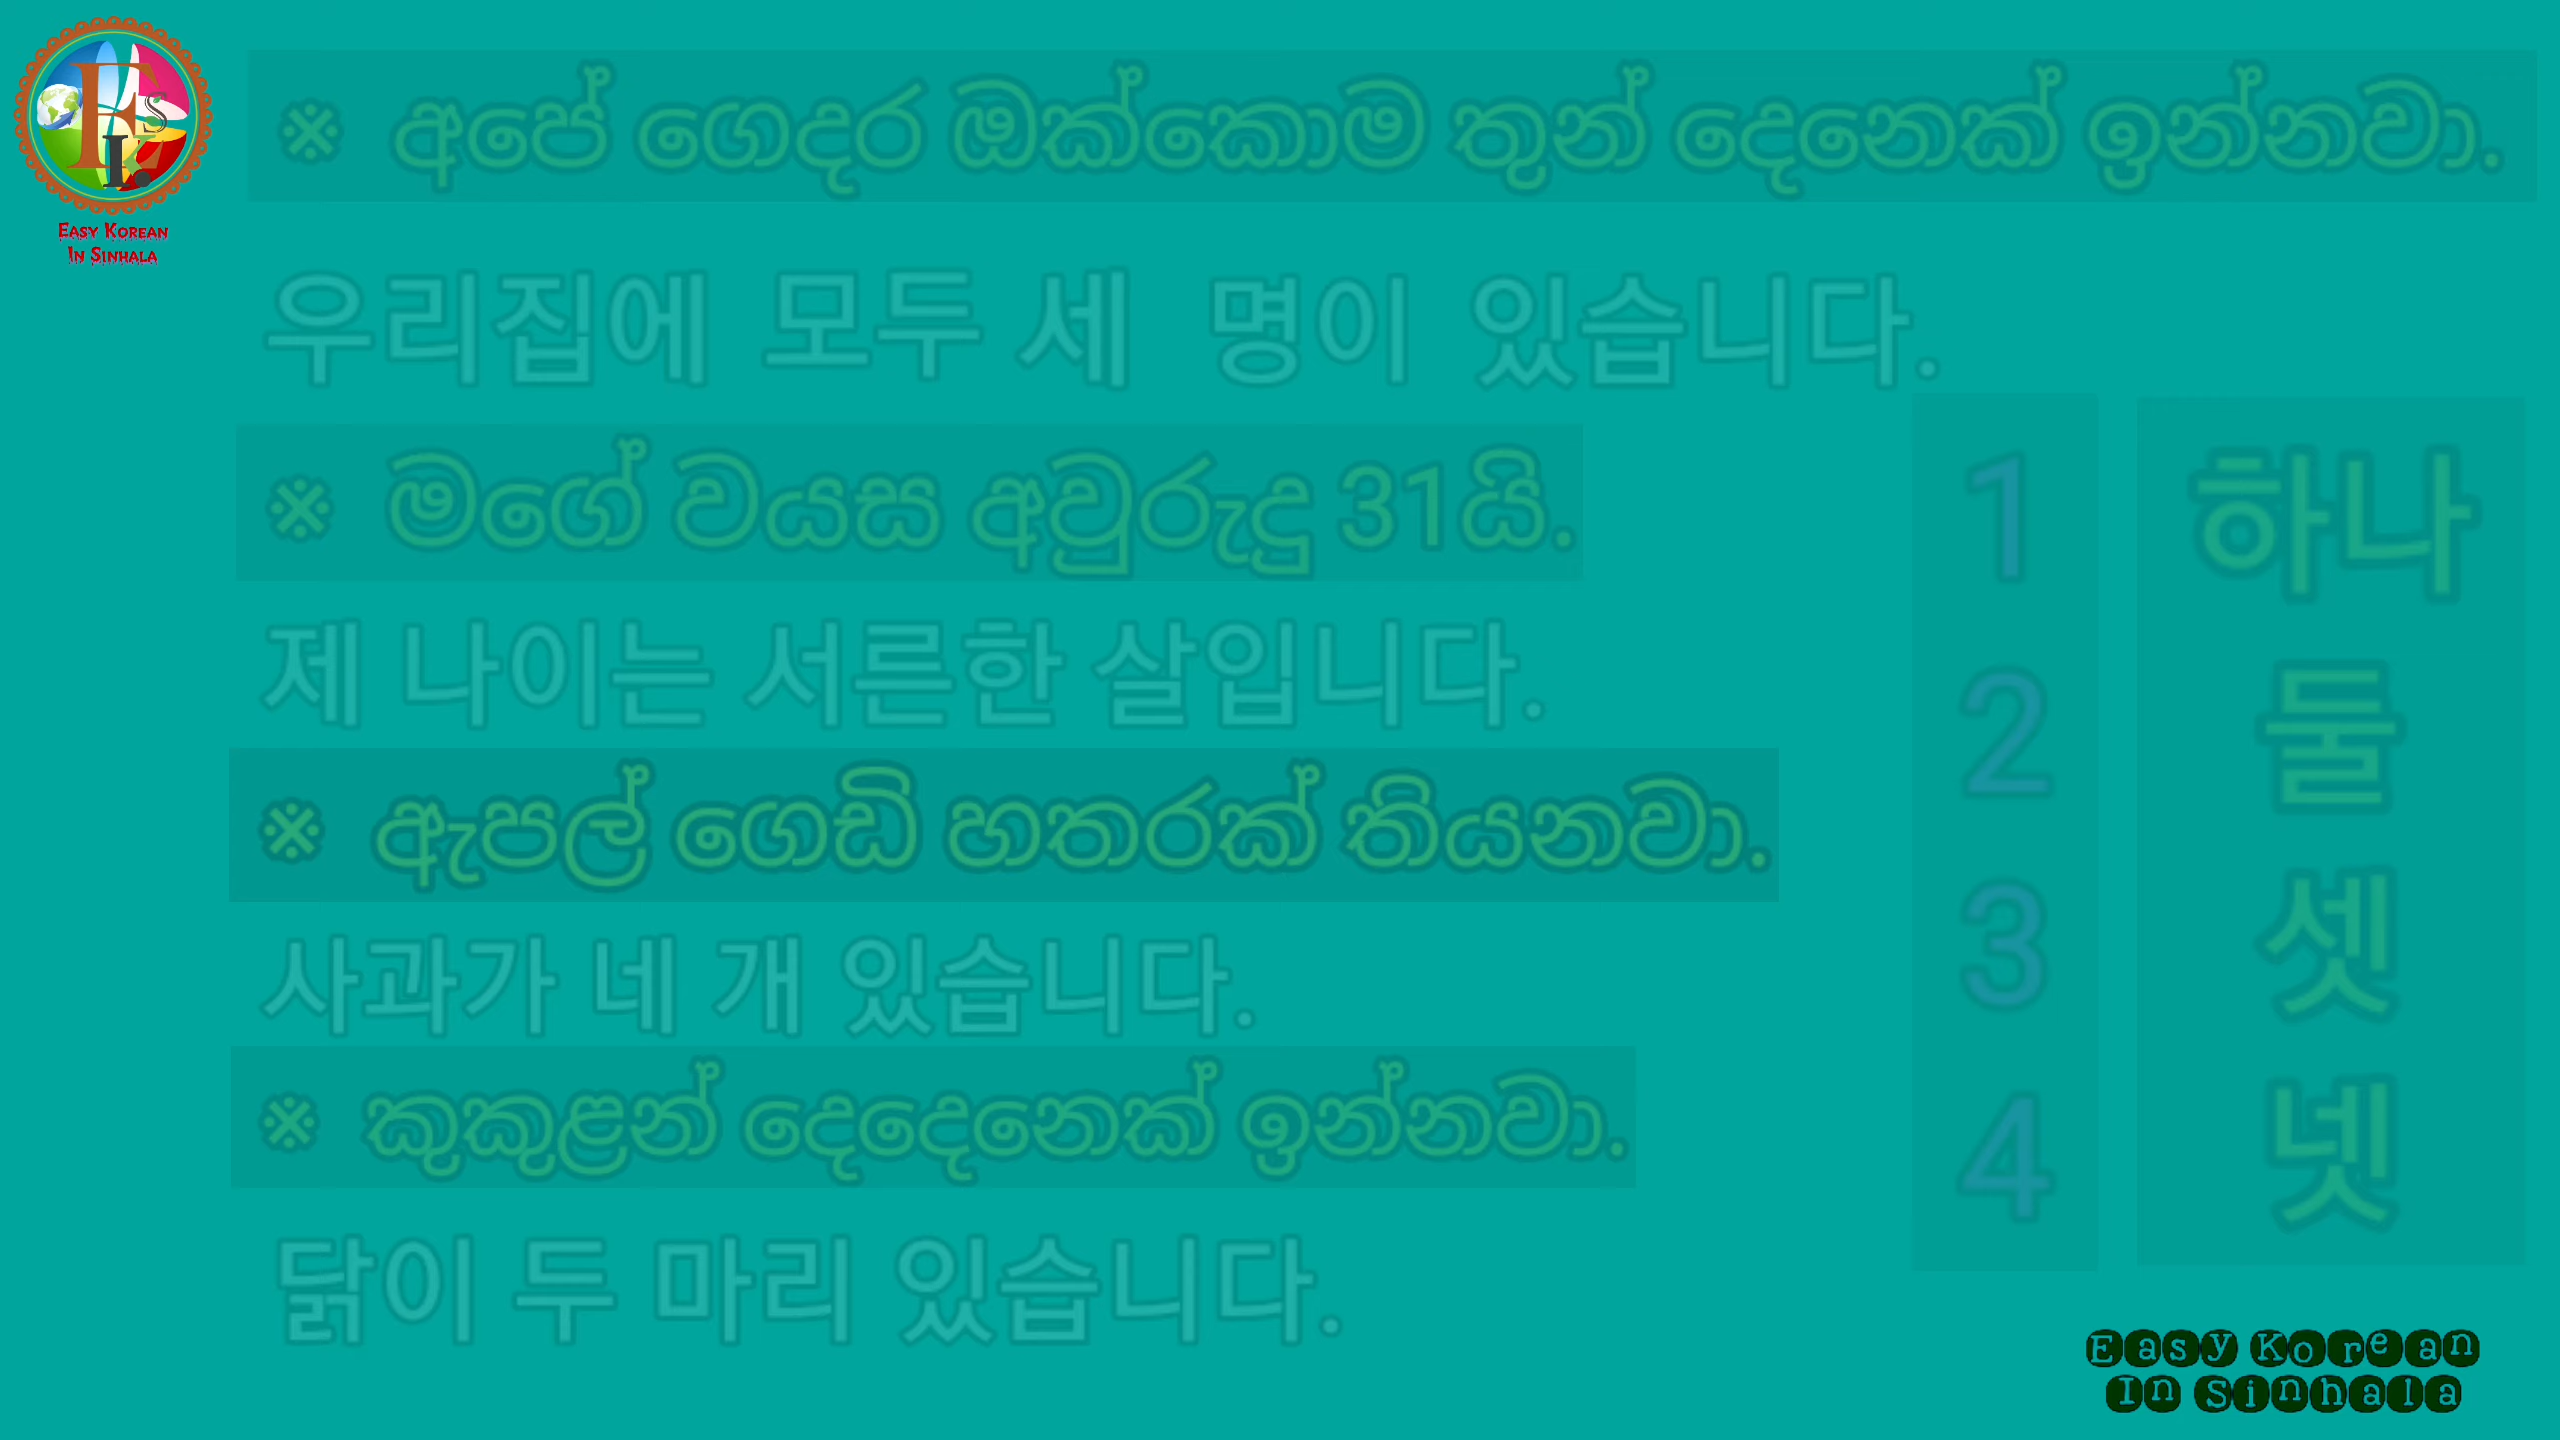 EASY KOREAN
IN SINHALA
※ අපේ ගෙදර ඔක්කොම තුන් දෙනෙක් ඉන්නවා.
우리집에 모두 세 명이 있습니다.
※ මගේ වයස අවුරුදු 31යි.
제 나이는 서른한 살입니다.
※ ඇපල් ගෙඩි හතරක් තියනවා.
사과가 네 개 있습니다.
※ කුකුළන් දෙදෙනෙක් ඉන්නවා.
닭이 두 마리 있습니다.
1 하나
2 둘
3 셋
4 넷
Easy Korean
In Sinhala